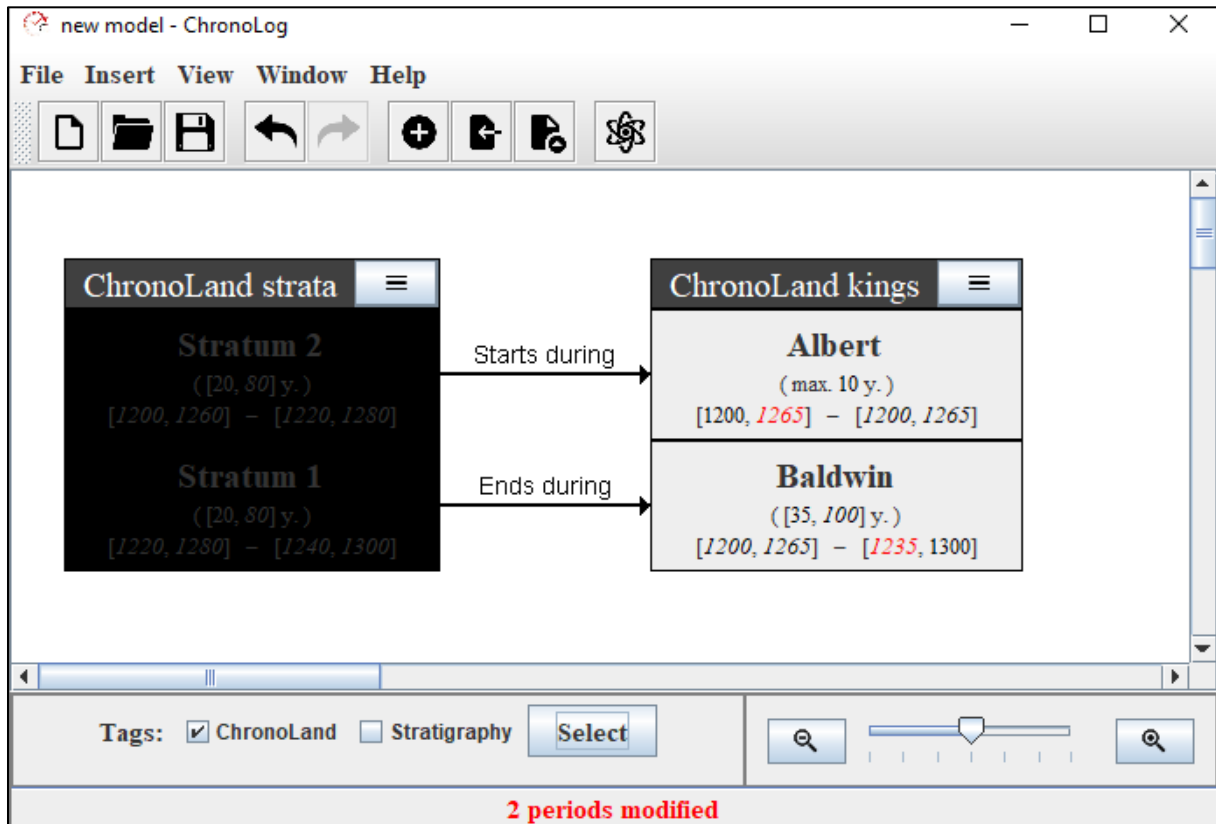 new model - ChronoLog
File Insert View Window Help
ChronoLand strata
Stratum 2
( [20, 80] y. )
[1200, 1260] – [1220, 1280]
Stratum 1
( [20, 80] y. )
[1220, 1280] – [1240, 1300]
Starts during
Ends during
ChronoLand kings
Albert
( max. 10 y. )
[1200, 1265] – [1200, 1265]
Baldwin
( [35, 100] y. )
[1200, 1265] – [1235, 1300]
Tags: ChronoLand Stratigraphy Select
2 periods modified